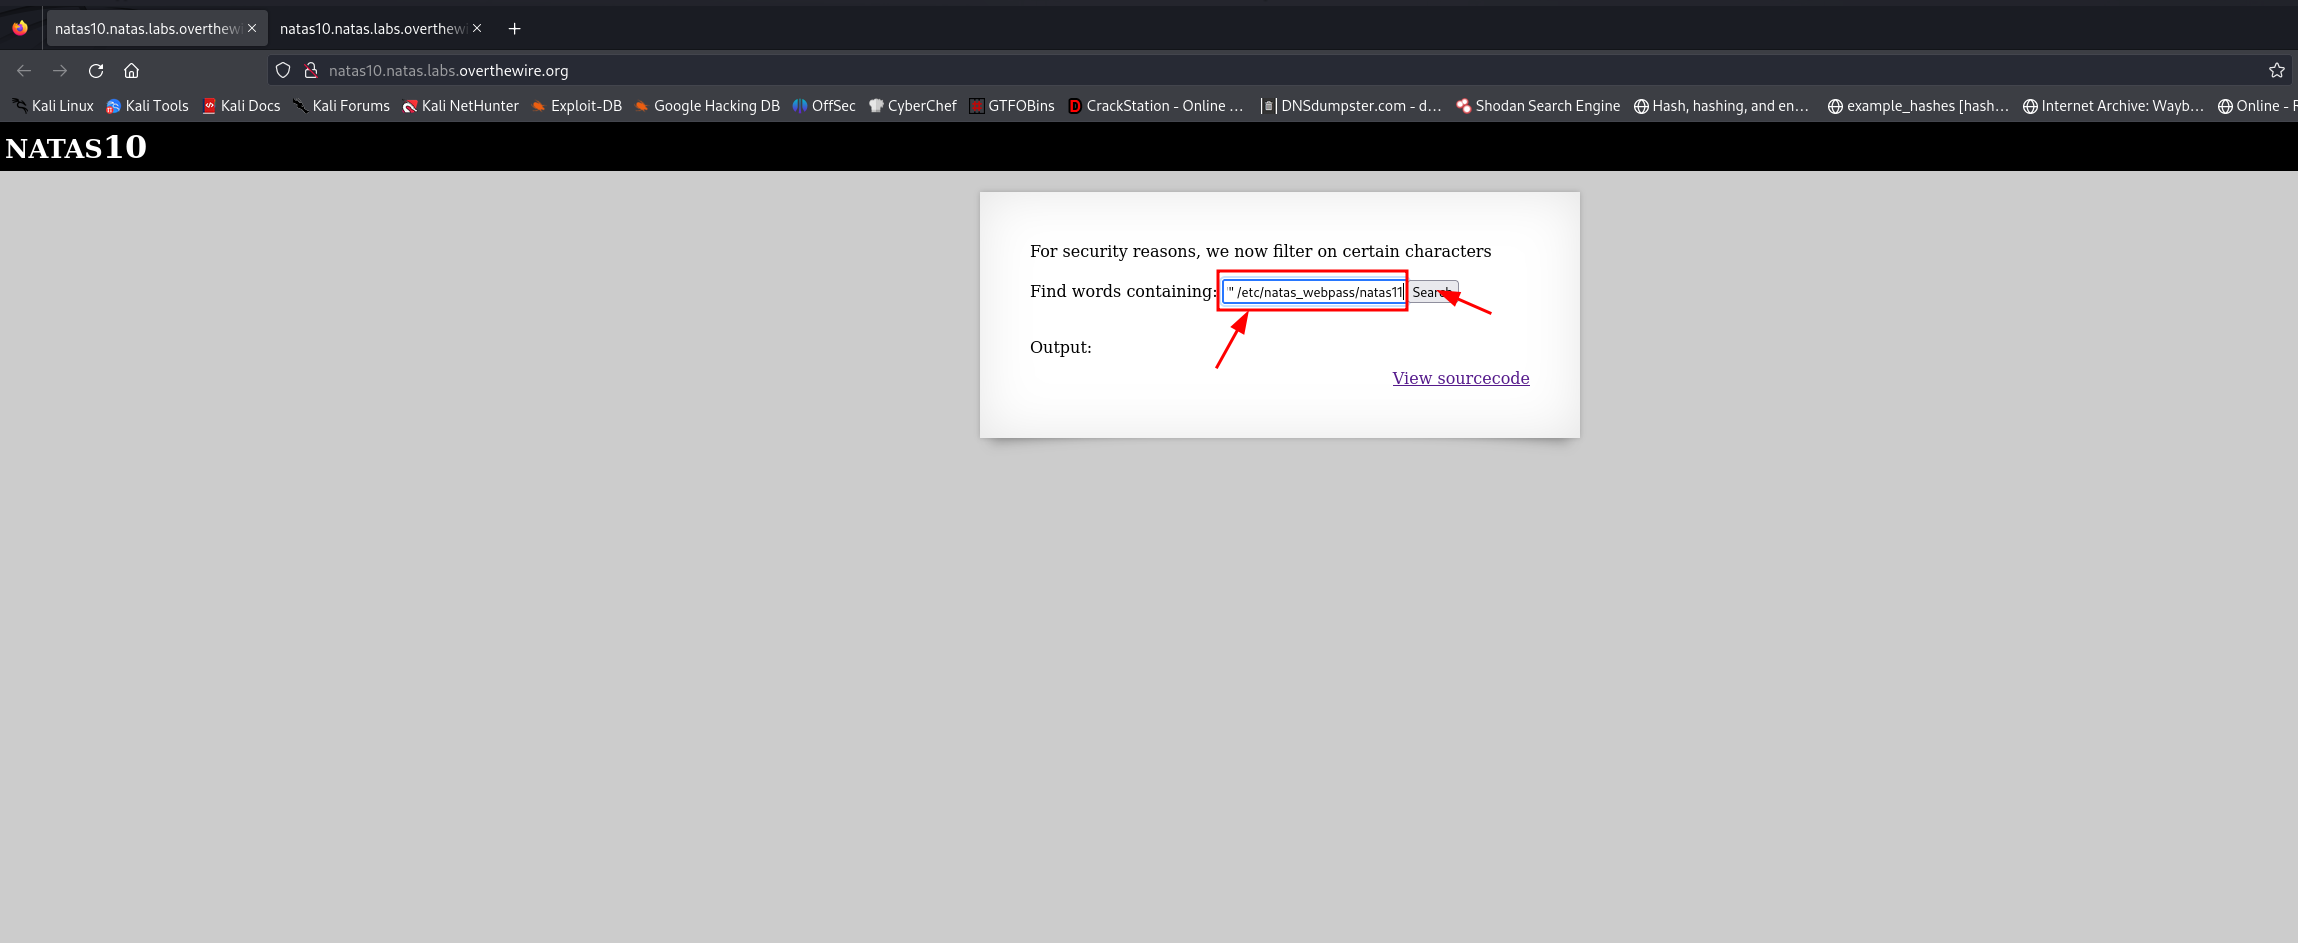 natas10.natas.labs.overthew
natas10.natas.labs.overthew
natas10.natas.labs.overthewire.org
Kali Linux Kali Tools Kali Docs Kali Forums Kali NetHunter Exploit-DB Google Hacking DB OffSec CyberChef GTFOBins CrackStation - Online ... DNSdumpster.com - d... Shodan Search Engine Hash, hashing, and en... example_hashes [hash... Internet Archive: Wayb... Online - F
NATAS10
For security reasons, we now filter on certain characters
Find words containing: " /etc/natas_webpass/natas11 Search
Output:
View sourcecode